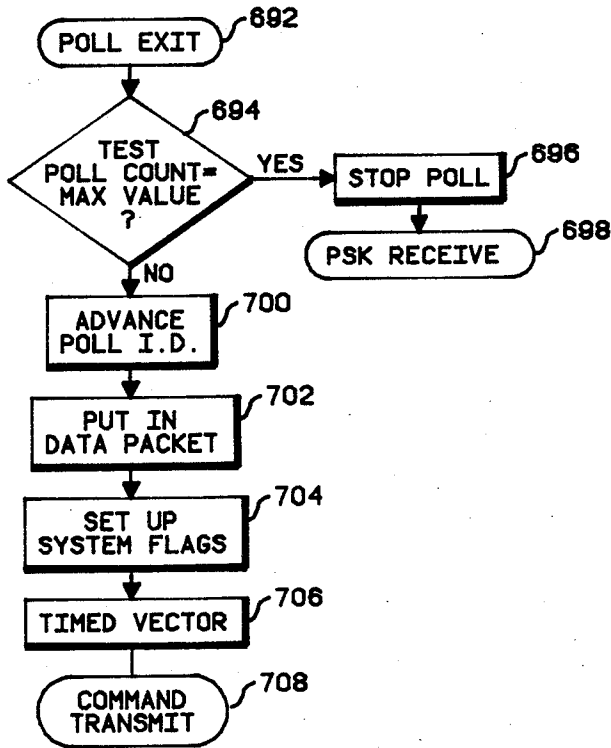 692
POLL EXIT
694
TEST
POLL COUNT=
MAX VALUE
?
YES
STOP POLL
696
PSK RECEIVE
698
NO
700
ADVANCE
POLL I.D.
702
PUT IN
DATA PACKET
704
SET UP
SYSTEM FLAGS
706
TIMED VECTOR
708
COMMAND
TRANSMIT